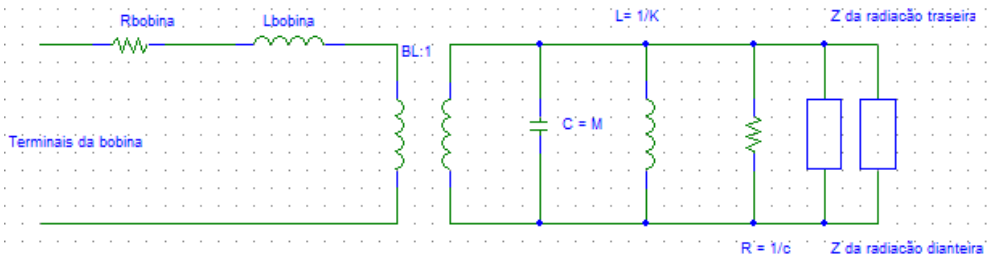 Rbobina
Lbobina
L= 1/K
Z da radiacão traseira
BL:1
C = M
Terminais da bobina
R = 1/c
Z da radiacão dianteira